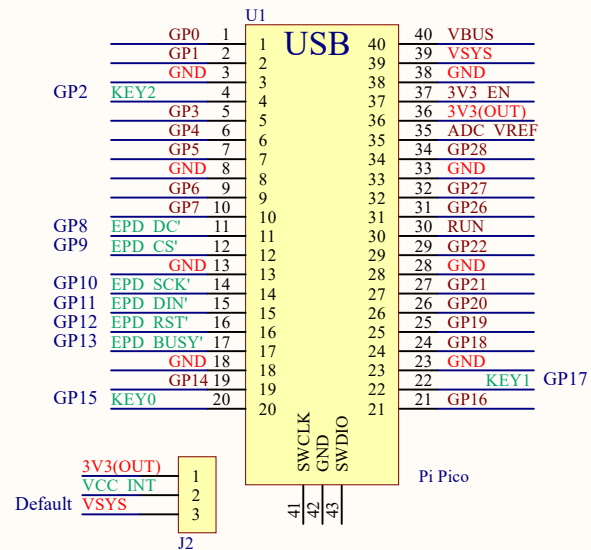 U1
USB
GP0 1 1 40 40 VBUS
GP1 2 2 39 39 VSYS
GND 3 3 38 38 GND
GP2 KEY2 4 4 37 37 3V3_EN
GP3 5 5 36 36 3V3(OUT)
GP4 6 6 35 35 ADC_VREF
GP5 7 7 34 34 GP28
GND 8 8 33 33 GND
GP6 9 9 32 32 GP27
GP7 10 10 31 31 GP26
GP8 EPD_DC' 11 11 30 30 RUN
GP9 EPD_CS' 12 12 29 29 GP22
GND 13 13 28 28 GND
GP10 EPD_SCK' 14 14 27 27 GP21
GP11 EPD_DIN' 15 15 26 26 GP20
GP12 EPD_RST' 16 16 25 25 GP19
GP13 EPD_BUSY' 17 17 24 24 GP18
GND 18 18 23 23 GND
GP14 19 19 22 22 KEY1 GP17
GP15 KEY0 20 20 21 21 GP16
SWCLK
GND
SWDIO
41
42
43
Pi Pico
3V3(OUT) 1
VCC_INT 2
Default VSYS 3
J2